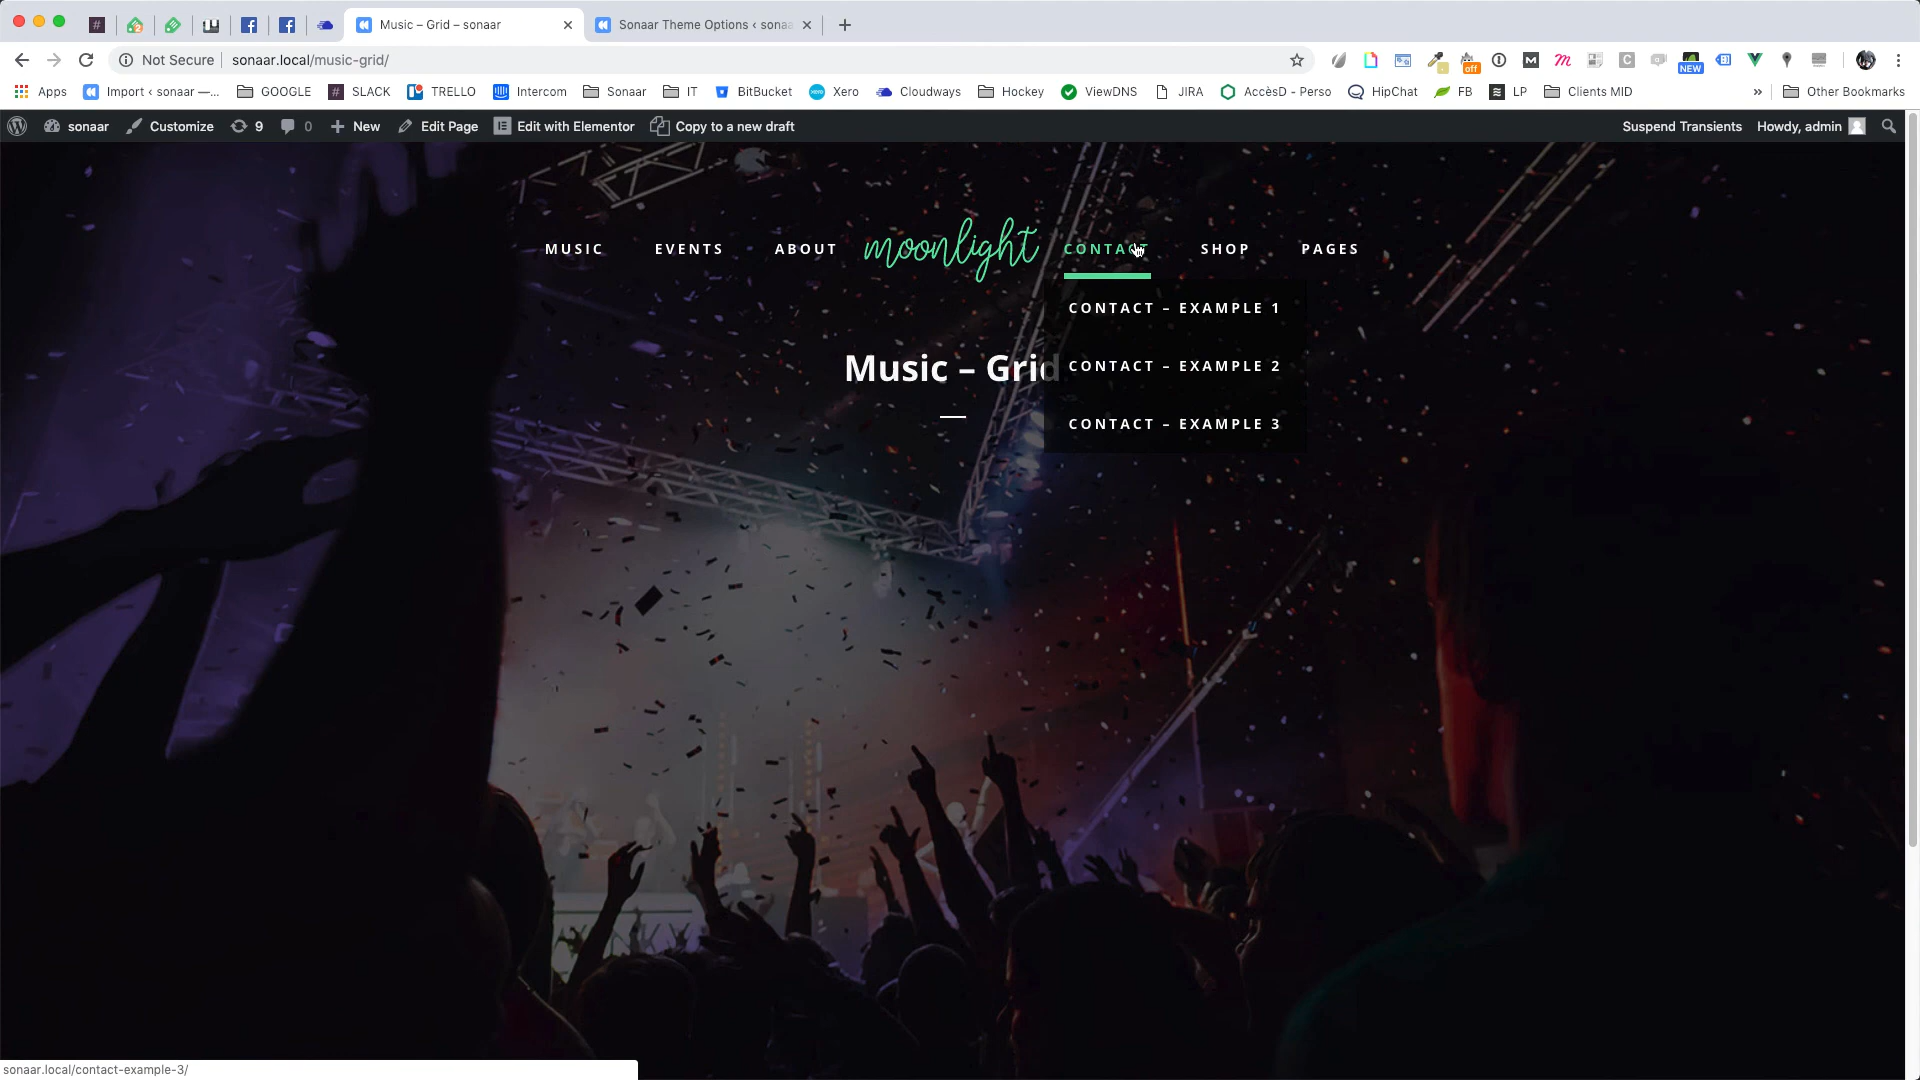 Music – Grid – sonaar
Sonaar Theme Options ‹ sonaa
Not Secure
sonaar.local/music-grid/
off
NEW
Apps
Import ‹ sonaar —...
GOOGLE
SLACK
TRELLO
Intercom
Sonaar
IT
BitBucket
Xero
Cloudways
Hockey
ViewDNS
JIRA
AccèsD - Perso
HipChat
FB
LP
Clients MID
»
Other Bookmarks
sonaar
Customize
9
0
New
Edit Page
Edit with Elementor
Copy to a new draft
Suspend Transients
Howdy, admin
MUSIC
EVENTS
ABOUT
moonlight
CONTACT
SHOP
PAGES
CONTACT – EXAMPLE 1
Music – Grid
CONTACT – EXAMPLE 2
CONTACT – EXAMPLE 3
sonaar.local/contact-example-3/